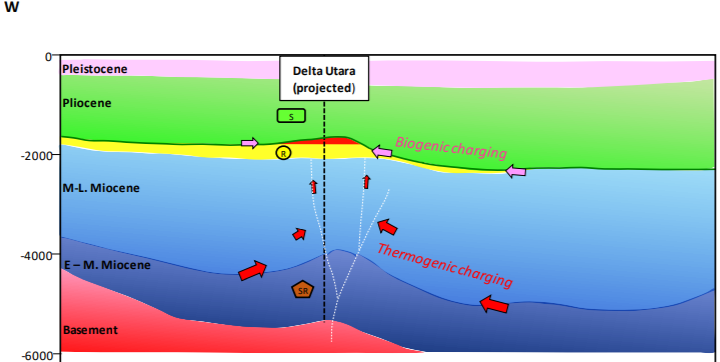 W
0
Delta Utara
(projected)
Pleistocene
Pliocene
S
Biogenic charging
R
-2000
M-L. Miocene
-4000
Thermogenic charging
E – M. Miocene
SR
Basement
-6000